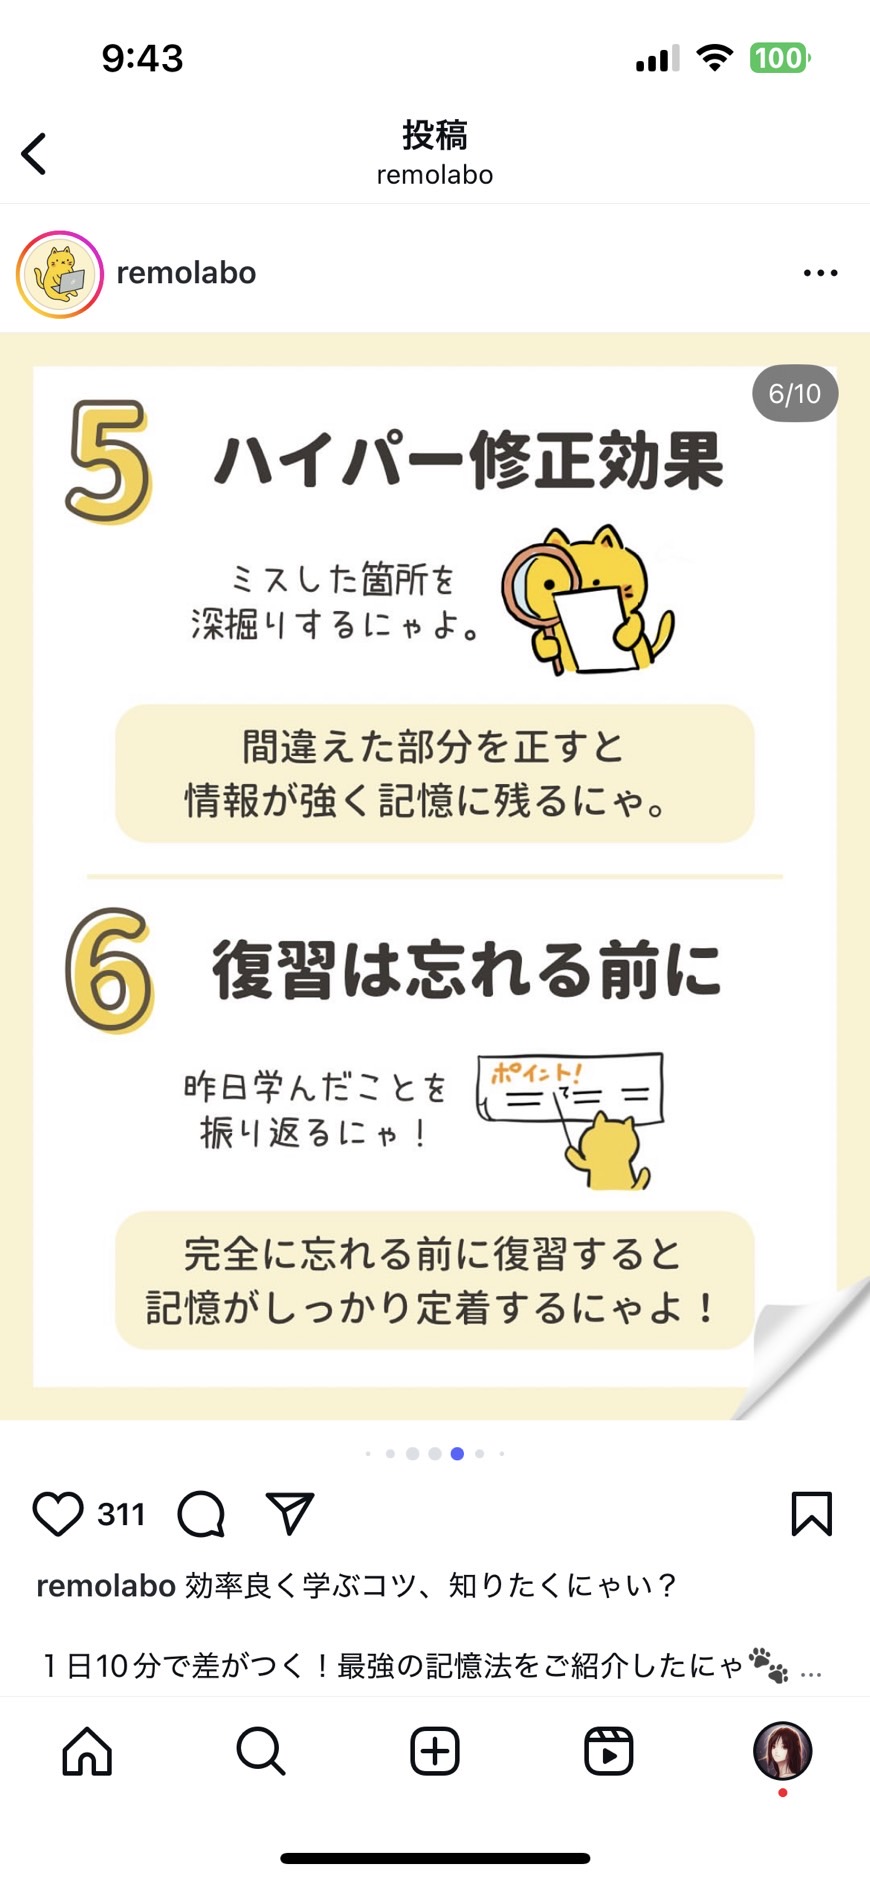 9:43
100
投稿
remolabo
remolabo
6/10
5 ハイパー修正効果
ミスした箇所を
深掘りするにゃよ。
間違えた部分を正すと
情報が強く記憶に残るにゃ。
6 復習は忘れる前に
昨日学んだことを
振り返るにゃ！
ポイント!
て
完全に忘れる前に復習すると
記憶がしっかり定着するにゃよ！
311
remolabo 効率良く学ぶコツ、知りたくにゃい？
１日10分で差がつく！最強の記憶法をご紹介したにゃ🐾 ...